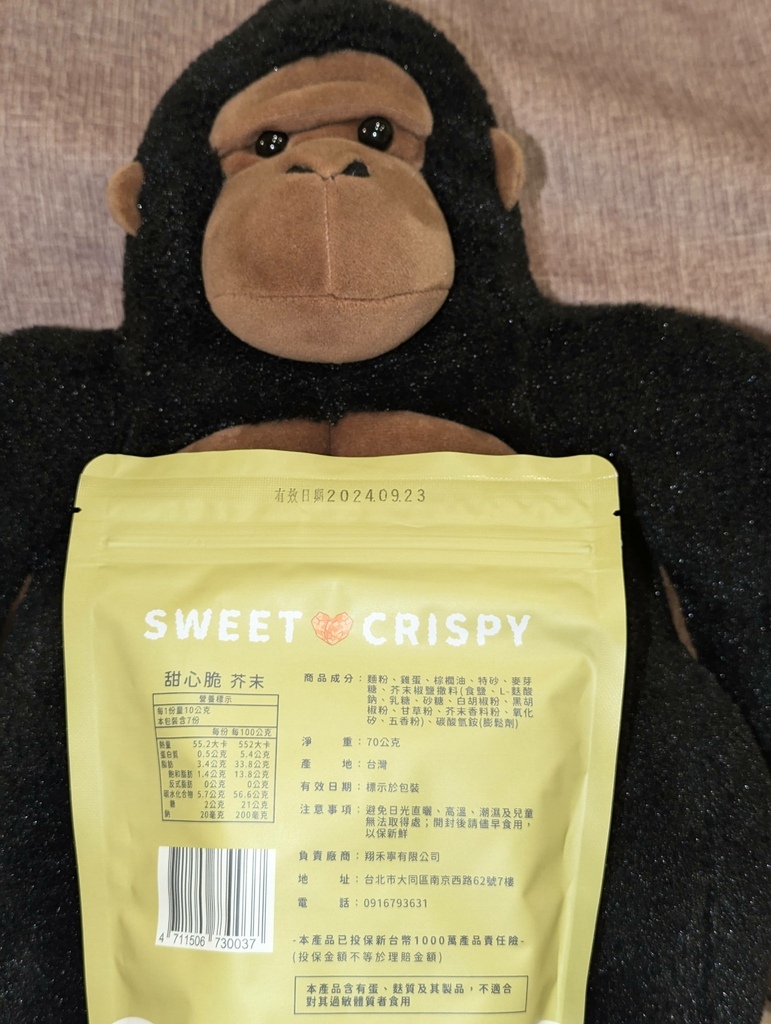 有效日期2024.09.23
SWEET CRISPY
甜心脆 芥末
營養標示
每1份量10公克
本包裝含7份
每份 每100公克
熱量 55.2大卡 552大卡
蛋白質 0.5公克 5.4公克
脂肪 3.4公克 33.8公克
飽和脂肪 1.4公克 13.8公克
反式脂肪 0公克 0公克
碳水化合物 5.7公克 56.6公克
糖 2公克 21公克
鈉 20毫克 200毫克
4 711506 730037
商品成分：麵粉、雞蛋、棕櫚油、特砂、麥芽
糖、芥末椒鹽撒料(食鹽、L-麩酸
鈉、乳糖、砂糖、白胡椒粉、黑胡
椒粉、甘草粉、芥末香料粉、氧化
矽、五香粉)、碳酸氫銨(膨鬆劑)
淨 重：70公克
產 地：台灣
有效日期：標示於包裝
注意事項：避免日光直曬、高溫、潮濕及兒童
無法取得處；開封後請儘早食用，
以保新鮮
負責廠商：翔禾寧有限公司
地 址：台北市大同區南京西路62號7樓
電 話：0916793631
-本產品已投保新台幣1000萬產品責任險-
(投保金額不等於理賠金額)
本產品含有蛋、麩質及其製品，不適合
對其過敏體質者食用